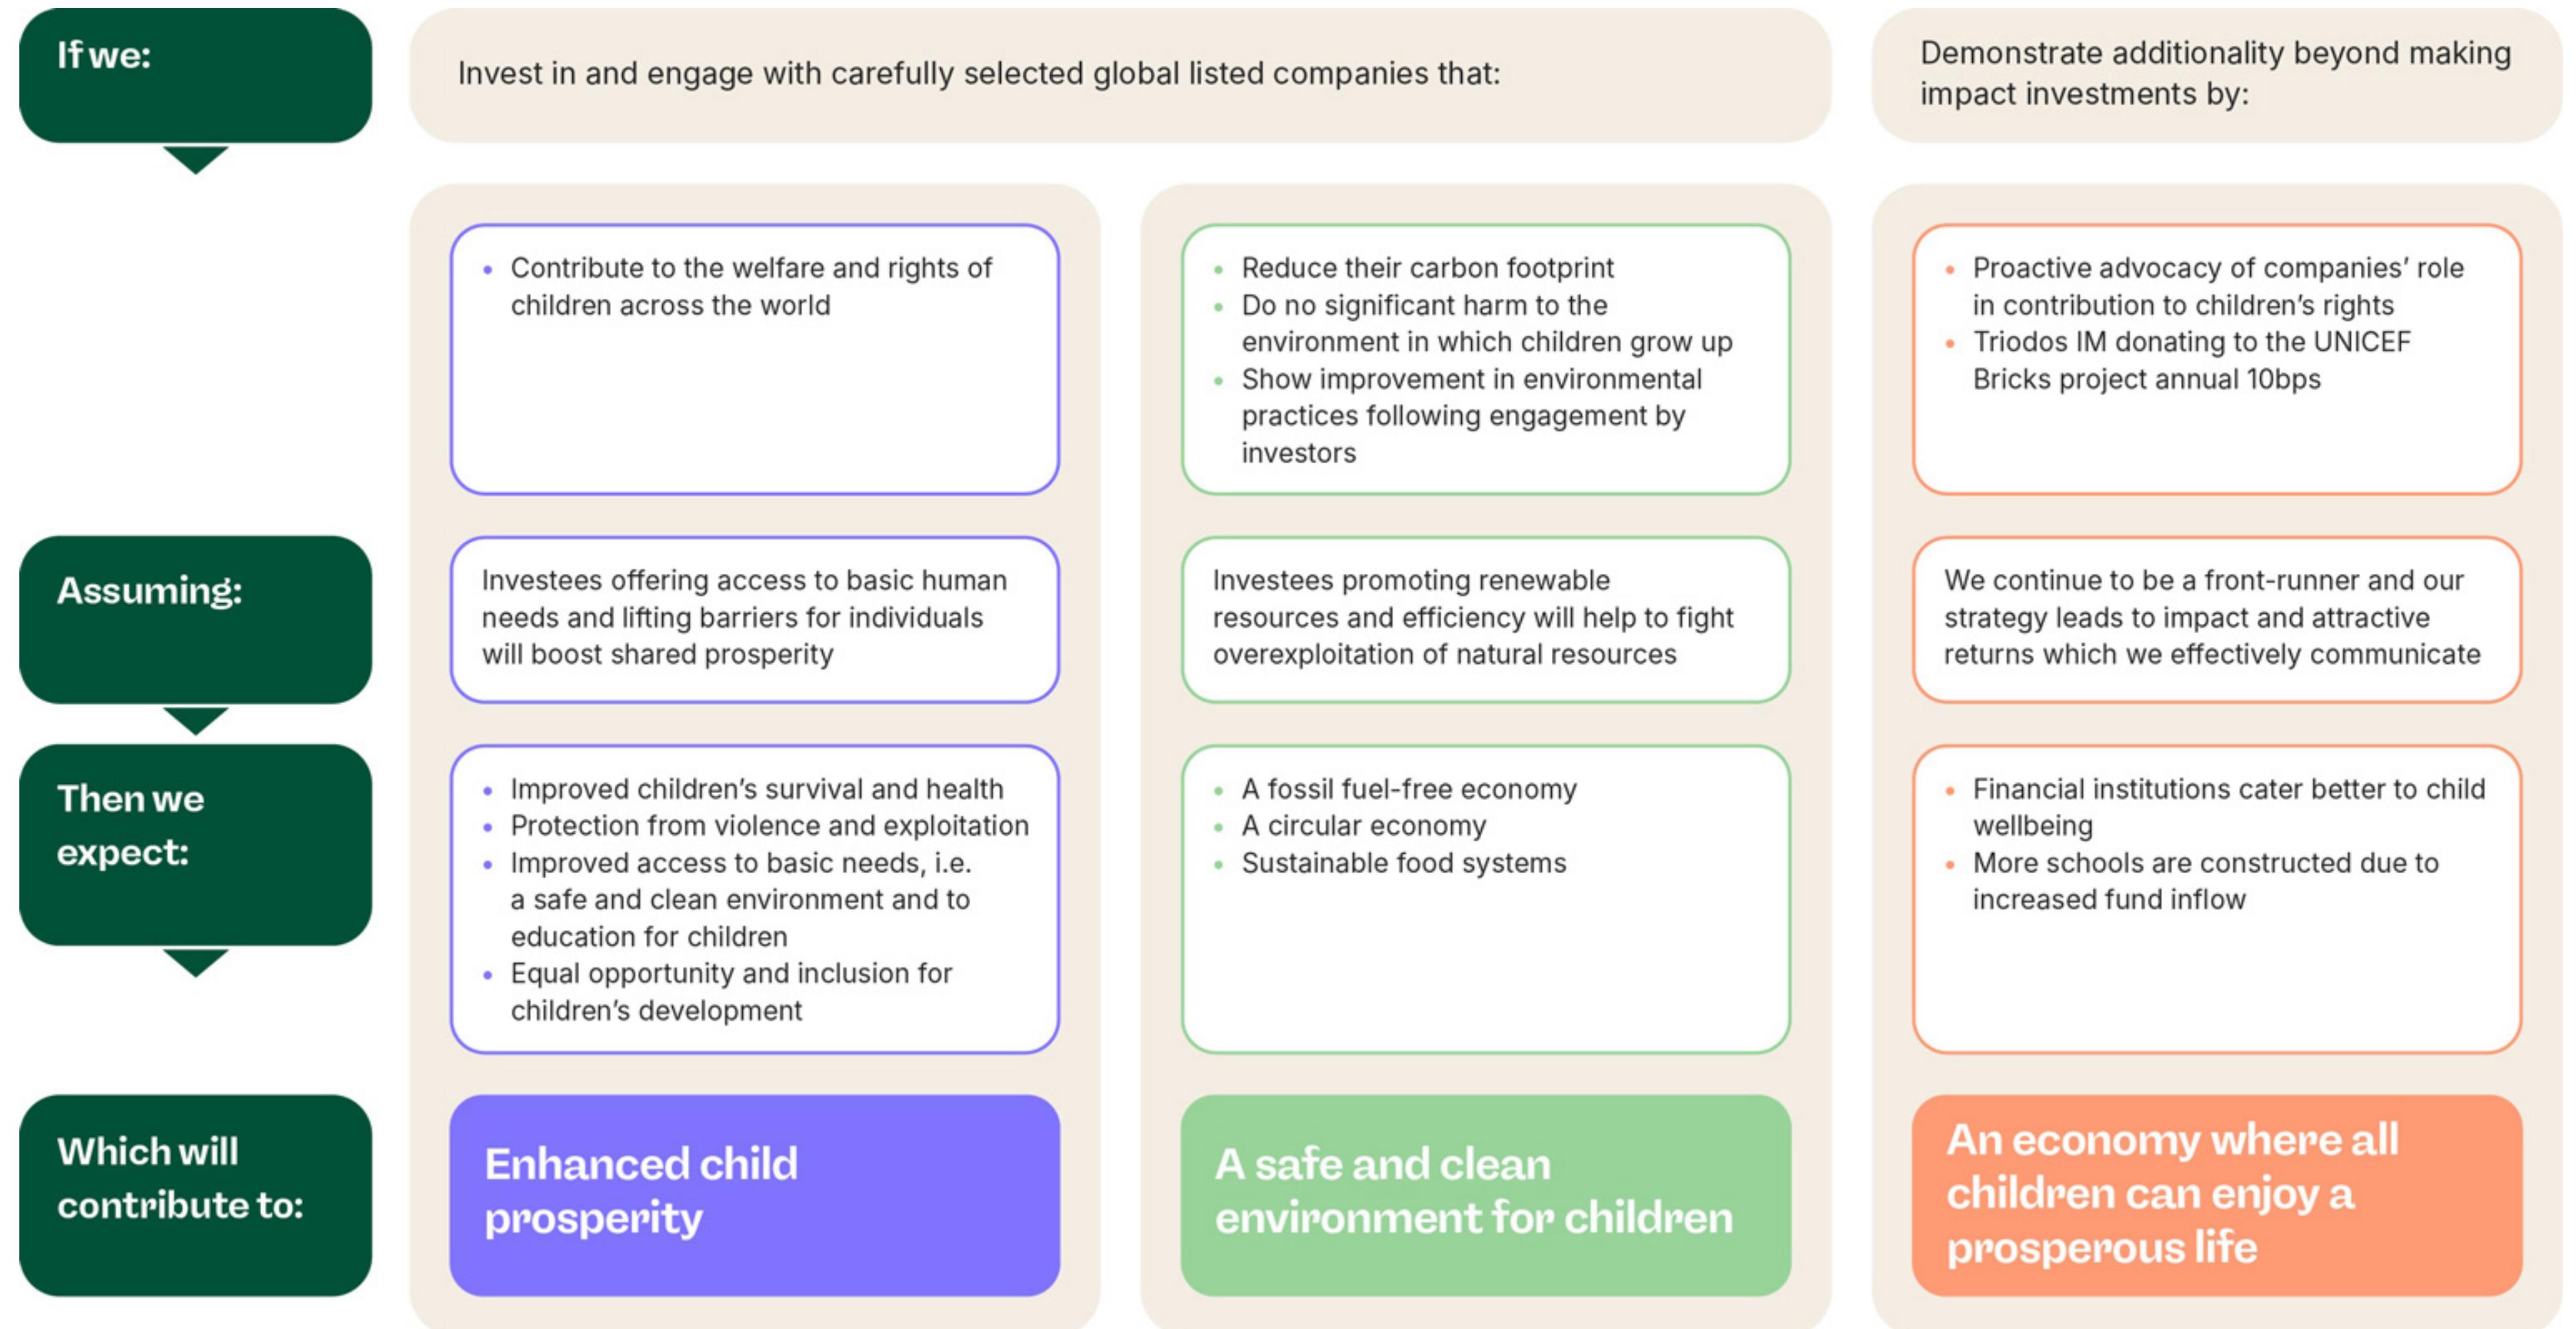 If we:
Invest in and engage with carefully selected global listed companies that:
Demonstrate additionality beyond making
impact investments by:
• Contribute to the welfare and rights of
children across the world
• Reduce their carbon footprint
• Do no significant harm to the
environment in which children grow up
• Show improvement in environmental
practices following engagement by
investors
• Proactive advocacy of companies’ role
in contribution to children’s rights
• Triodos IM donating to the UNICEF
Bricks project annual 10bps
Assuming:
Investees offering access to basic human
needs and lifting barriers for individuals
will boost shared prosperity
Investees promoting renewable
resources and efficiency will help to fight
overexploitation of natural resources
We continue to be a front-runner and our
strategy leads to impact and attractive
returns which we effectively communicate
Then we
expect:
• Improved children’s survival and health
• Protection from violence and exploitation
• Improved access to basic needs, i.e.
a safe and clean environment and to
education for children
• Equal opportunity and inclusion for
children’s development
• A fossil fuel-free economy
• A circular economy
• Sustainable food systems
• Financial institutions cater better to child
wellbeing
• More schools are constructed due to
increased fund inflow
Which will
contribute to:
Enhanced child
prosperity
A safe and clean
environment for children
An economy where all
children can enjoy a
prosperous life